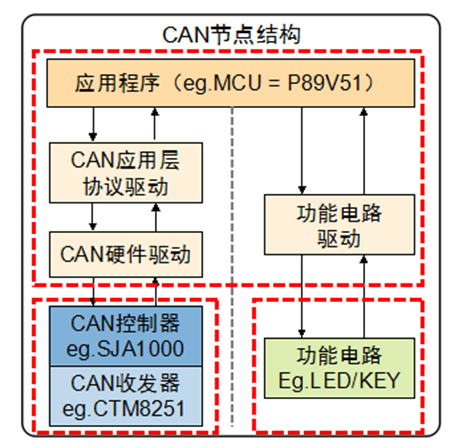 CAN节点结构
应用程序（eg.MCU = P89V51）
CAN应用层
协议驱动
CAN硬件驱动
功能电路
驱动
CAN控制器
eg.SJA1000
CAN收发器
eg.CTM8251
功能电路
Eg.LED/KEY